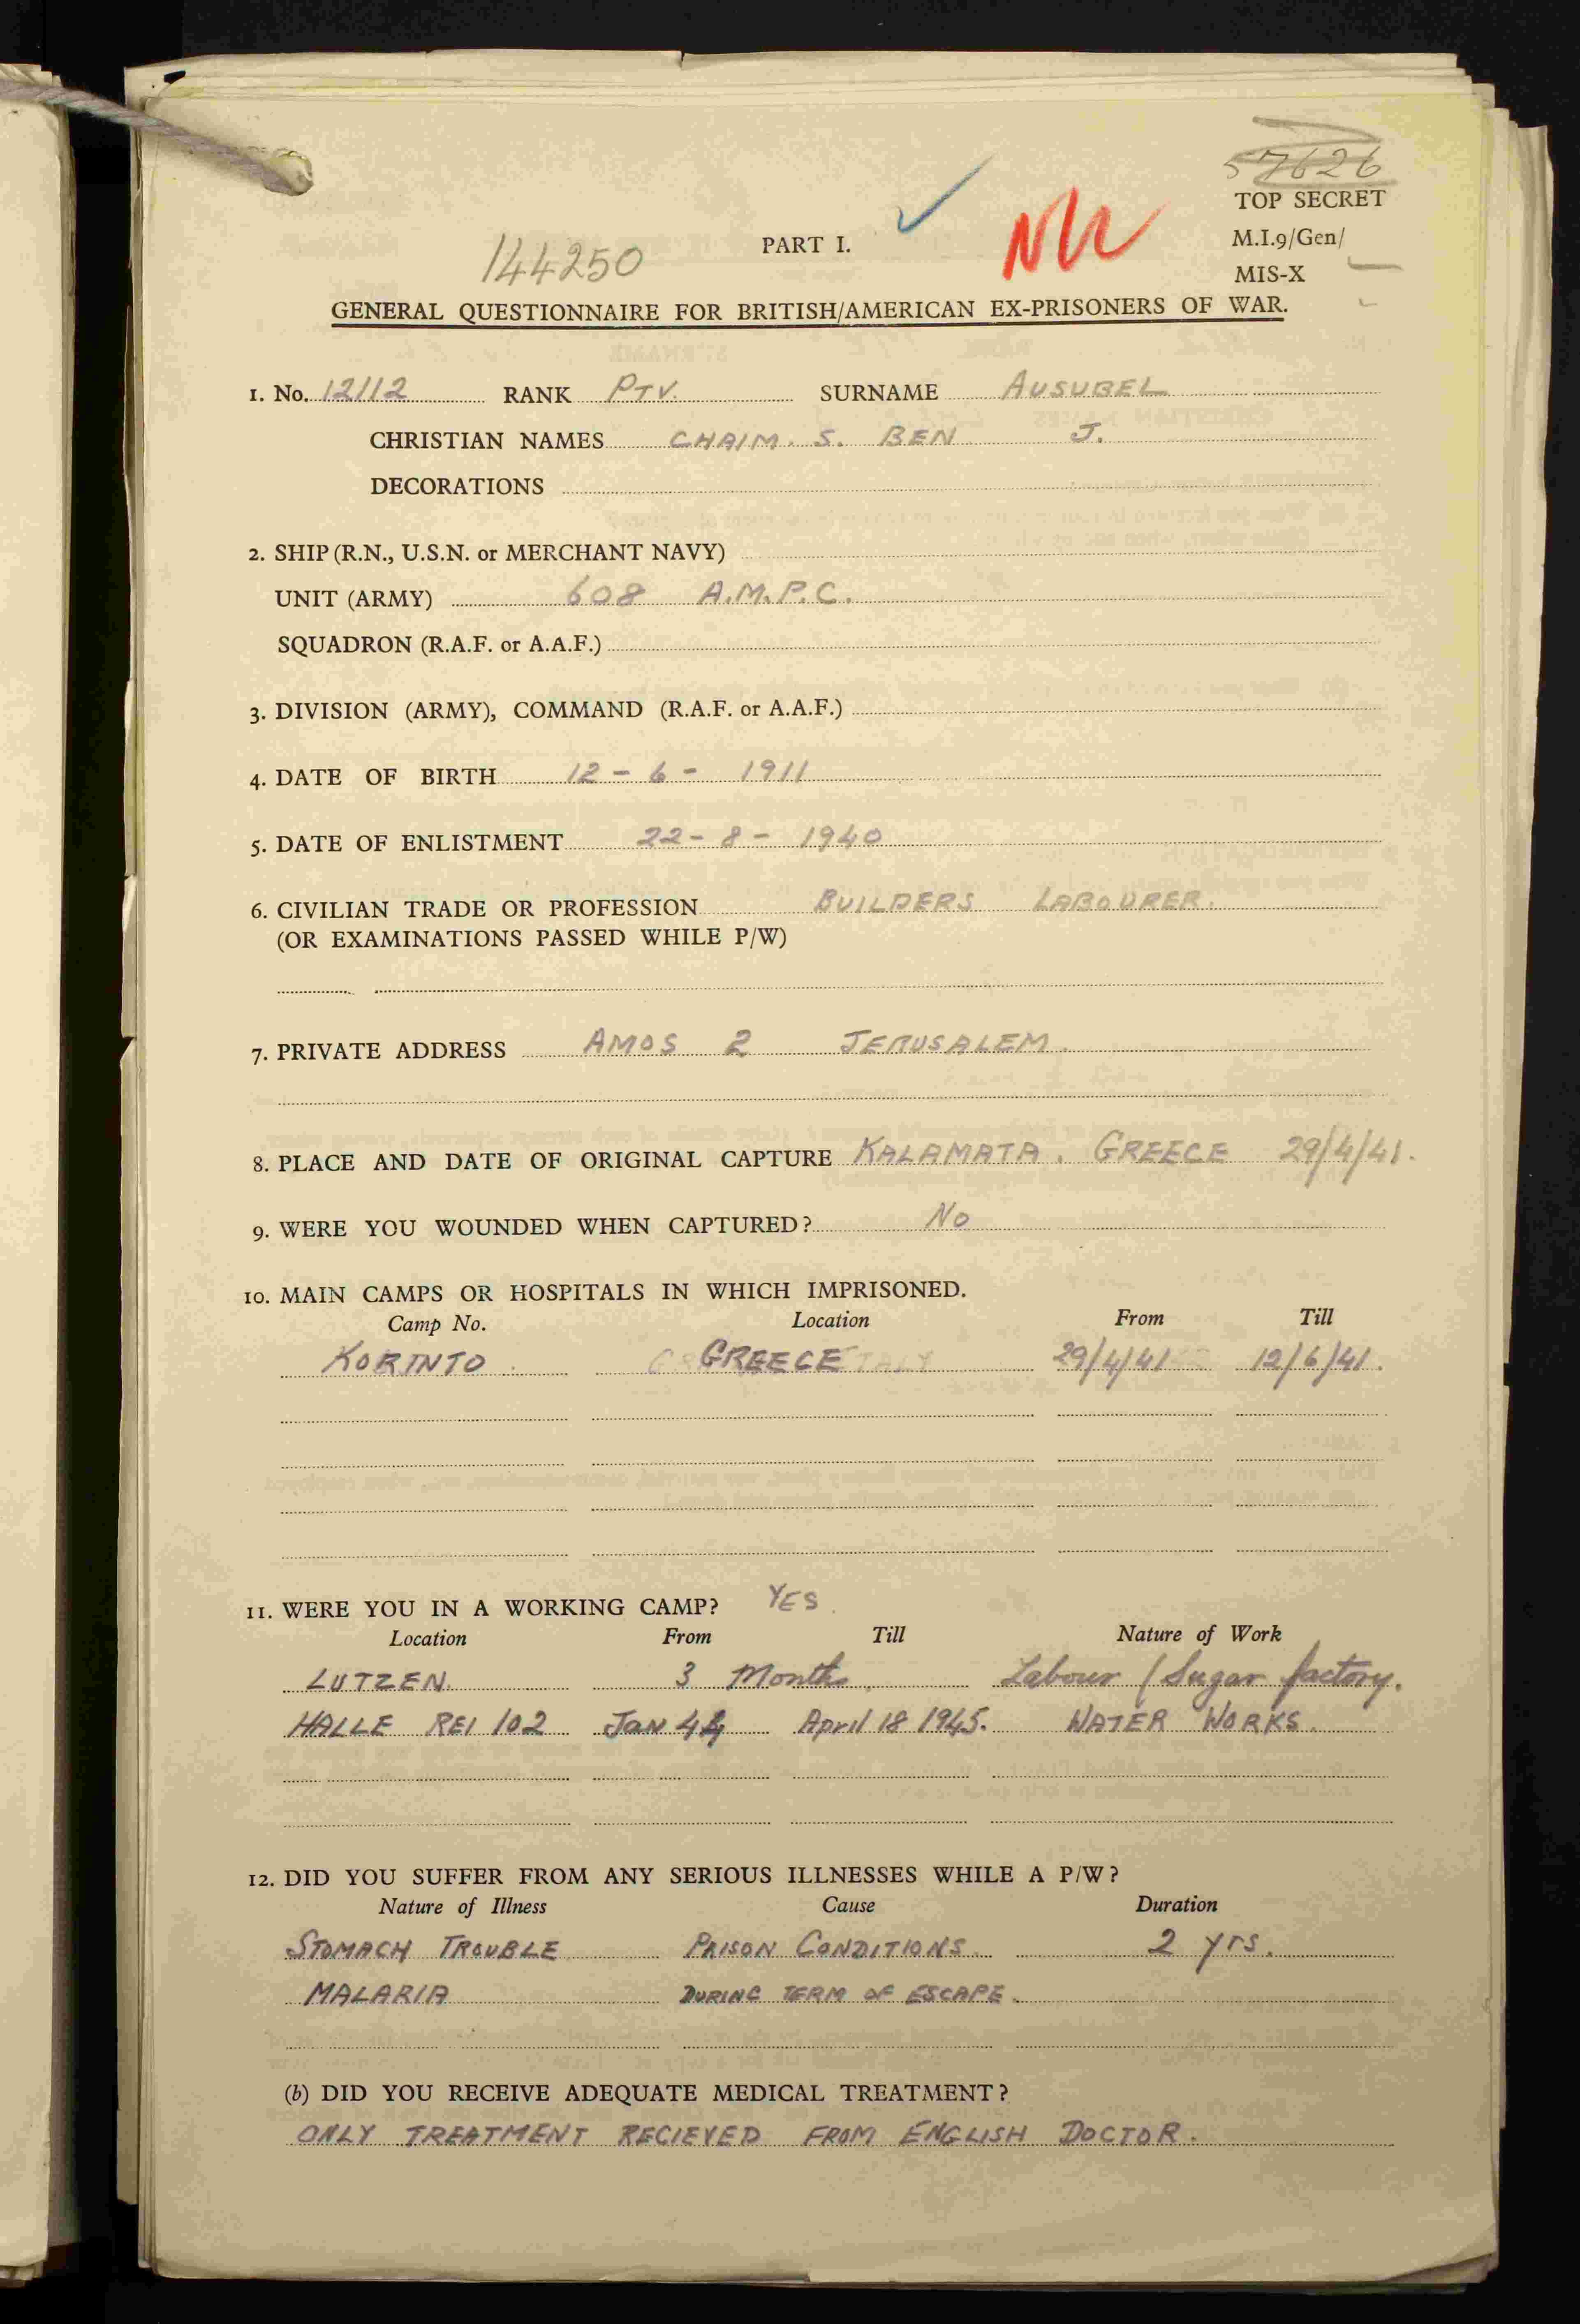 57626
TOP SECRET
144250 PART I. M.I.9/Gen/
MIS-X
GENERAL QUESTIONNAIRE FOR BRITISH/AMERICAN EX-PRISONERS OF WAR.
1. No. 12112 RANK PTV. SURNAME AUSUBEL
CHRISTIAN NAMES CHAIM. S. BEN J.
DECORATIONS
2. SHIP (R.N., U.S.N. or MERCHANT NAVY)
UNIT (ARMY) 608 A.M.P.C.
SQUADRON (R.A.F. or A.A.F.)
3. DIVISION (ARMY), COMMAND (R.A.F. or A.A.F.)
4. DATE OF BIRTH 12 - 6 - 1911
5. DATE OF ENLISTMENT 22 - 8 - 1940
6. CIVILIAN TRADE OR PROFESSION BUILDERS LABOURER.
(OR EXAMINATIONS PASSED WHILE P/W)
7. PRIVATE ADDRESS AMOS 2 JERUSALEM.
8. PLACE AND DATE OF ORIGINAL CAPTURE KALAMATA. GREECE 29/4/41.
9. WERE YOU WOUNDED WHEN CAPTURED? No
10. MAIN CAMPS OR HOSPITALS IN WHICH IMPRISONED.
Camp No. Location From Till
KORINTO. GREECE 29/4/41 12/6/41.
11. WERE YOU IN A WORKING CAMP? YES.
Location From Till Nature of Work
LUTZEN. 3 Months. Labour / Sugar factory.
HALLE REI 102 Jan 44 April 18 1945. WATER WORKS.
12. DID YOU SUFFER FROM ANY SERIOUS ILLNESSES WHILE A P/W?
Nature of Illness Cause Duration
STOMACH TROUBLE PRISON CONDITIONS. 2 yrs.
MALARIA DURING TERM OF ESCAPE.
(b) DID YOU RECEIVE ADEQUATE MEDICAL TREATMENT?
ONLY TREATMENT RECIEVED FROM ENGLISH DOCTOR.